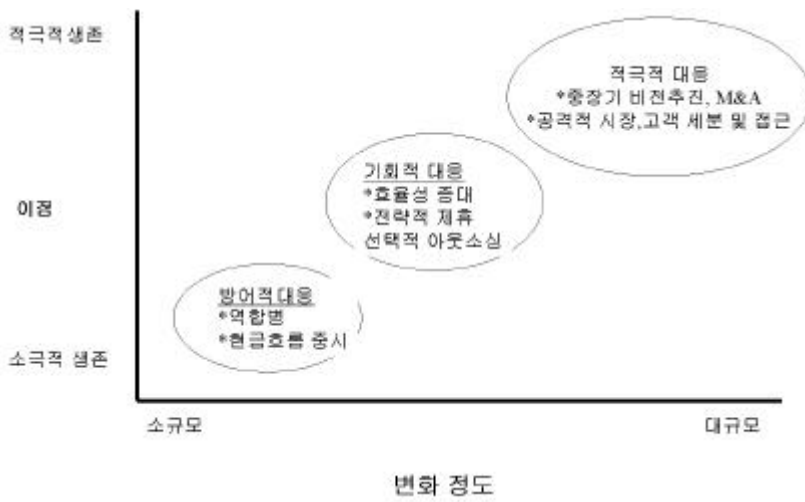 적극적생존
적극적 대응
*중장기 비젼추진, M&A
*공격적 시장,고객 세분 및 접근
기회적 대응
*효율성 증대
*전략적 제휴
선택적 아웃소싱
이점
방어적대응
*역합병
*현금흐름 중시
소극적 생존
소규모
대규모
변화 정도